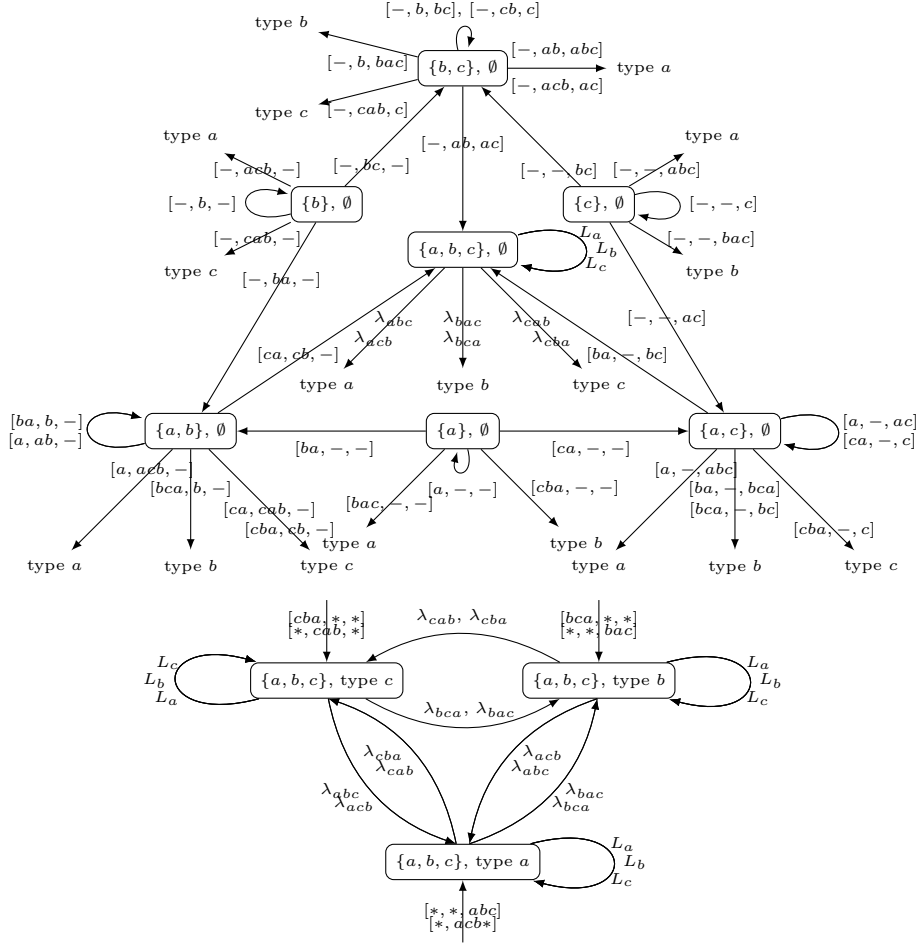 [−, b, bc], [−, cb, c]
type b
[−, ab, abc]
[−, b, bac]
{b, c}, ∅
type a
[−, acb, ac]
type c
[−, cab, c]
type a
[−, ab, ac]
type a
[−, acb, −]
[−, bc, −]
[−, −, bc]
[−, −, abc]
[−, b, −]
{b}, ∅
{c}, ∅
[−, −, c]
[−, cab, −]
[−, −, bac]
type c
type b
L_a
{a, b, c}, ∅
L_b
L_c
[−, ba, −]
[−, −, ac]
λ_abc
λ_bac
λ_cab
λ_acb
λ_bca
λ_cba
[ca, cb, −]
[ba, −, bc]
type a
type b
type c
[ba, b, −]
[a, ab, −]
{a, b}, ∅
{a}, ∅
{a, c}, ∅
[a, −, ac]
[ca, −, c]
[ba, −, −]
[ca, −, −]
[a, acb, −]
[bca, b, −]
[ca, cab, −]
[cba, cb, −]
[bac, −, −]
[a, −, −]
[cba, −, −]
[a, −, abc]
[ba, −, bca]
[bca, −, bc]
[cba, −, c]
type a
type b
type c
type a
type b
type a
type b
type c
[cba, ∗, ∗]
[∗, cab, ∗]
[bca, ∗, ∗]
[∗, ∗, bac]
λ_cab, λ_cba
L_c
L_b
L_a
{a, b, c}, type c
{a, b, c}, type b
L_a
L_b
L_c
λ_bca, λ_bac
λ_cba
λ_cab
λ_acb
λ_abc
λ_abc
λ_acb
λ_bac
λ_bca
L_a
{a, b, c}, type a
L_b
L_c
[∗, ∗, abc]
[∗, acb∗]